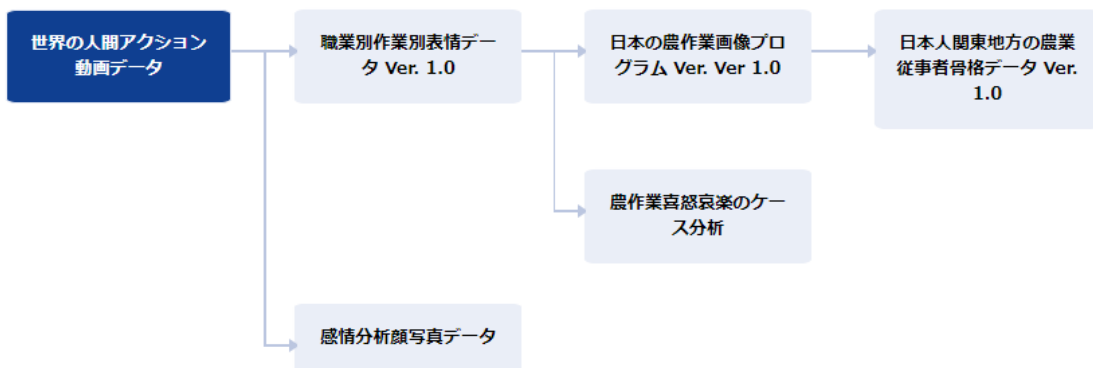 世界の人間アクション
動画データ
職業別作業別表情デー
タ Ver. 1.0
日本の農作業画像プロ
グラム Ver. Ver 1.0
日本人関東地方の農業
従事者骨格データ Ver.
1.0
農作業喜怒哀楽のケー
ス分析
感情分析顔写真データ